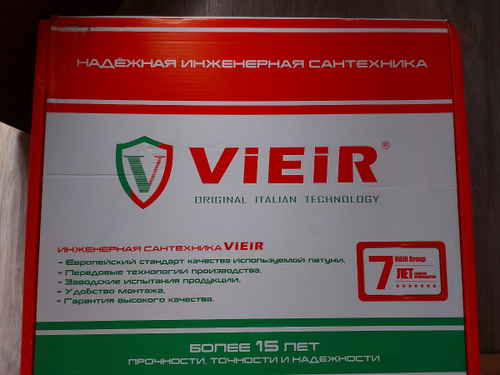 НАДЁЖНАЯ ИНЖЕНЕРНАЯ САНТЕХНИКА
V
ViEiR®
ORIGINAL ITALIAN TECHNOLOGY
ИНЖЕНЕРНАЯ САНТЕХНИКА ViEiR
- Европейский стандарт качества используемой латуни,
- Передовые технологии производства,
- Заводские испытания продукции,
- Удобство монтажа,
- Гарантия высокого качества.
7 ViEiR Group
ЛЕТ
БОЛЕЕ 15 ЛЕТ
ПРОЧНОСТИ, ТОЧНОСТИ И НАДЕЖНОСТИ